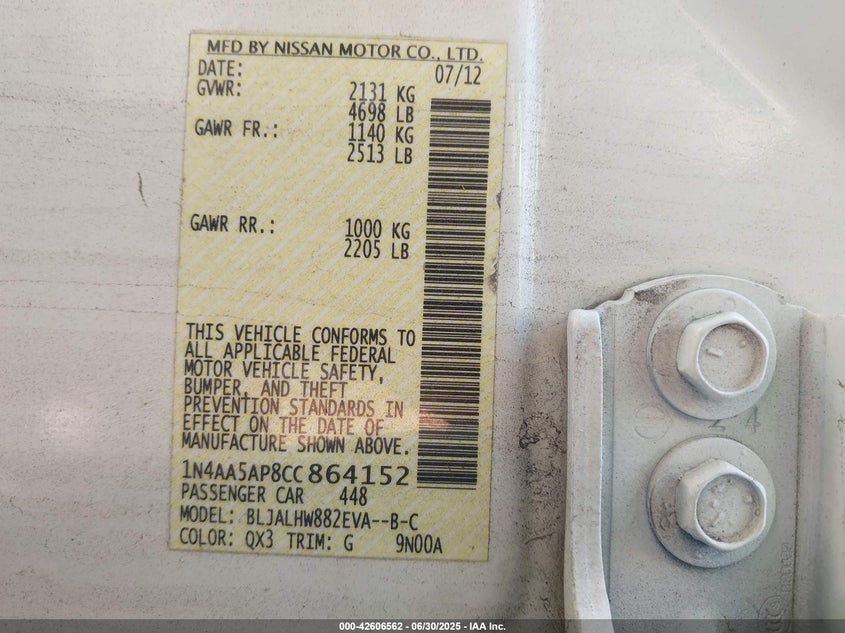 MFD BY NISSAN MOTOR CO., LTD.
DATE: 07/12
GVWR: 2131 KG
4698 LB
GAWR FR.: 1140 KG
2513 LB
GAWR RR.: 1000 KG
2205 LB
THIS VEHICLE CONFORMS TO
ALL APPLICABLE FEDERAL
MOTOR VEHICLE SAFETY,
BUMPER, AND THEFT
PREVENTION STANDARDS IN
EFFECT ON THE DATE OF
MANUFACTURE SHOWN ABOVE.
1N4AA5AP8CC864152
PASSENGER CAR 448
MODEL: BLJALHW882EVA--B-C
COLOR: QX3 TRIM: G 9N00A
000-42606562 - 06/30/2025 - IAA Inc.